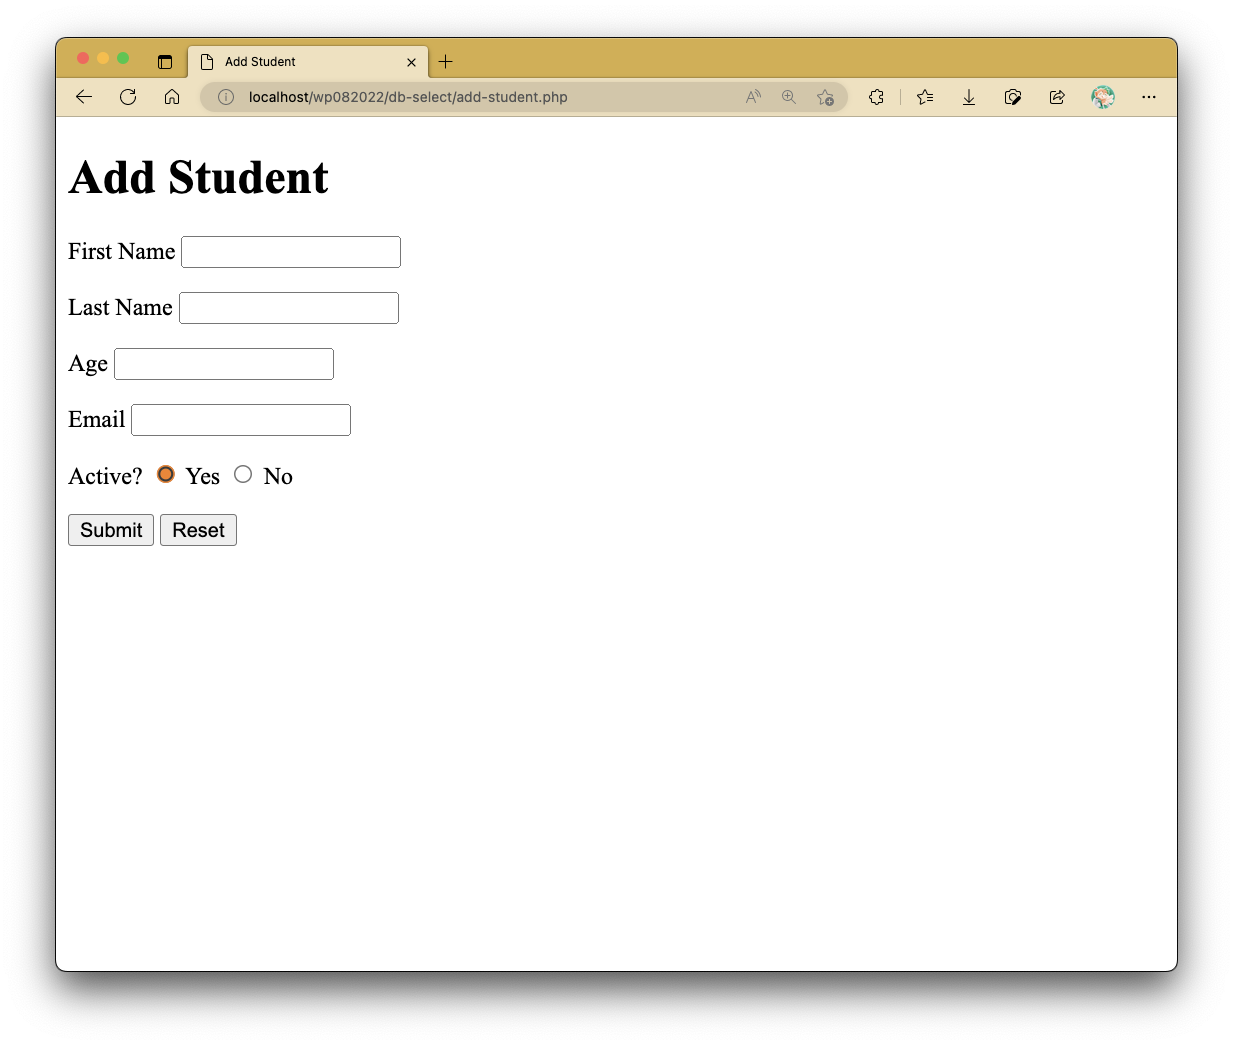 Add Student
localhost/wp082022/db-select/add-student.php
Add Student
First Name
Last Name
Age
Email
Active? Yes No
Submit Reset